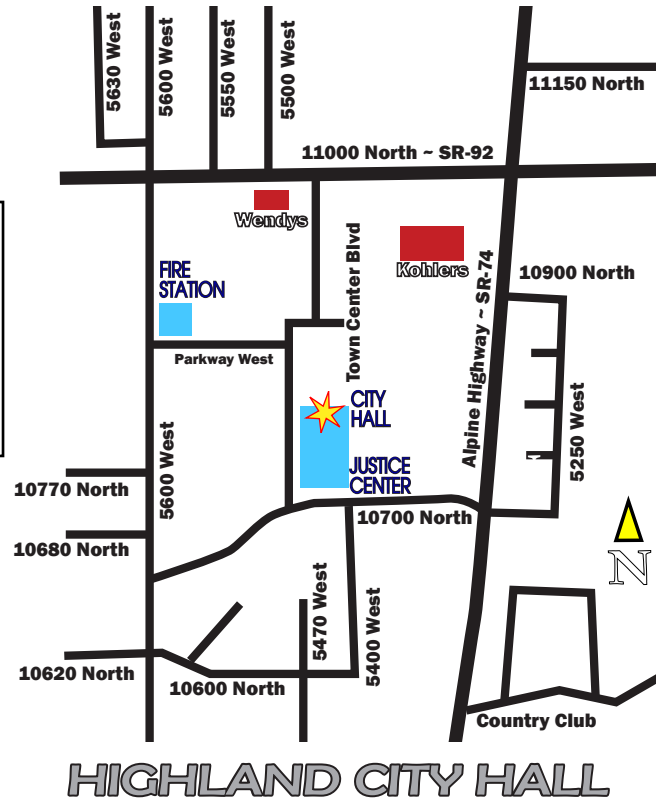 5630 West
5600 West
5550 West
5500 West
11150 North
11000 North ~ SR-92
Wendys
Town Center Blvd
Kohlers
Alpine Highway ~ SR-74
10900 North
FIRE
STATION
Parkway West
CITY
HALL
JUSTICE
CENTER
5250 West
5600 West
10770 North
10700 North
10680 North
N
5470 West
5400 West
10620 North
10600 North
Country Club
HIGHLAND CITY HALL